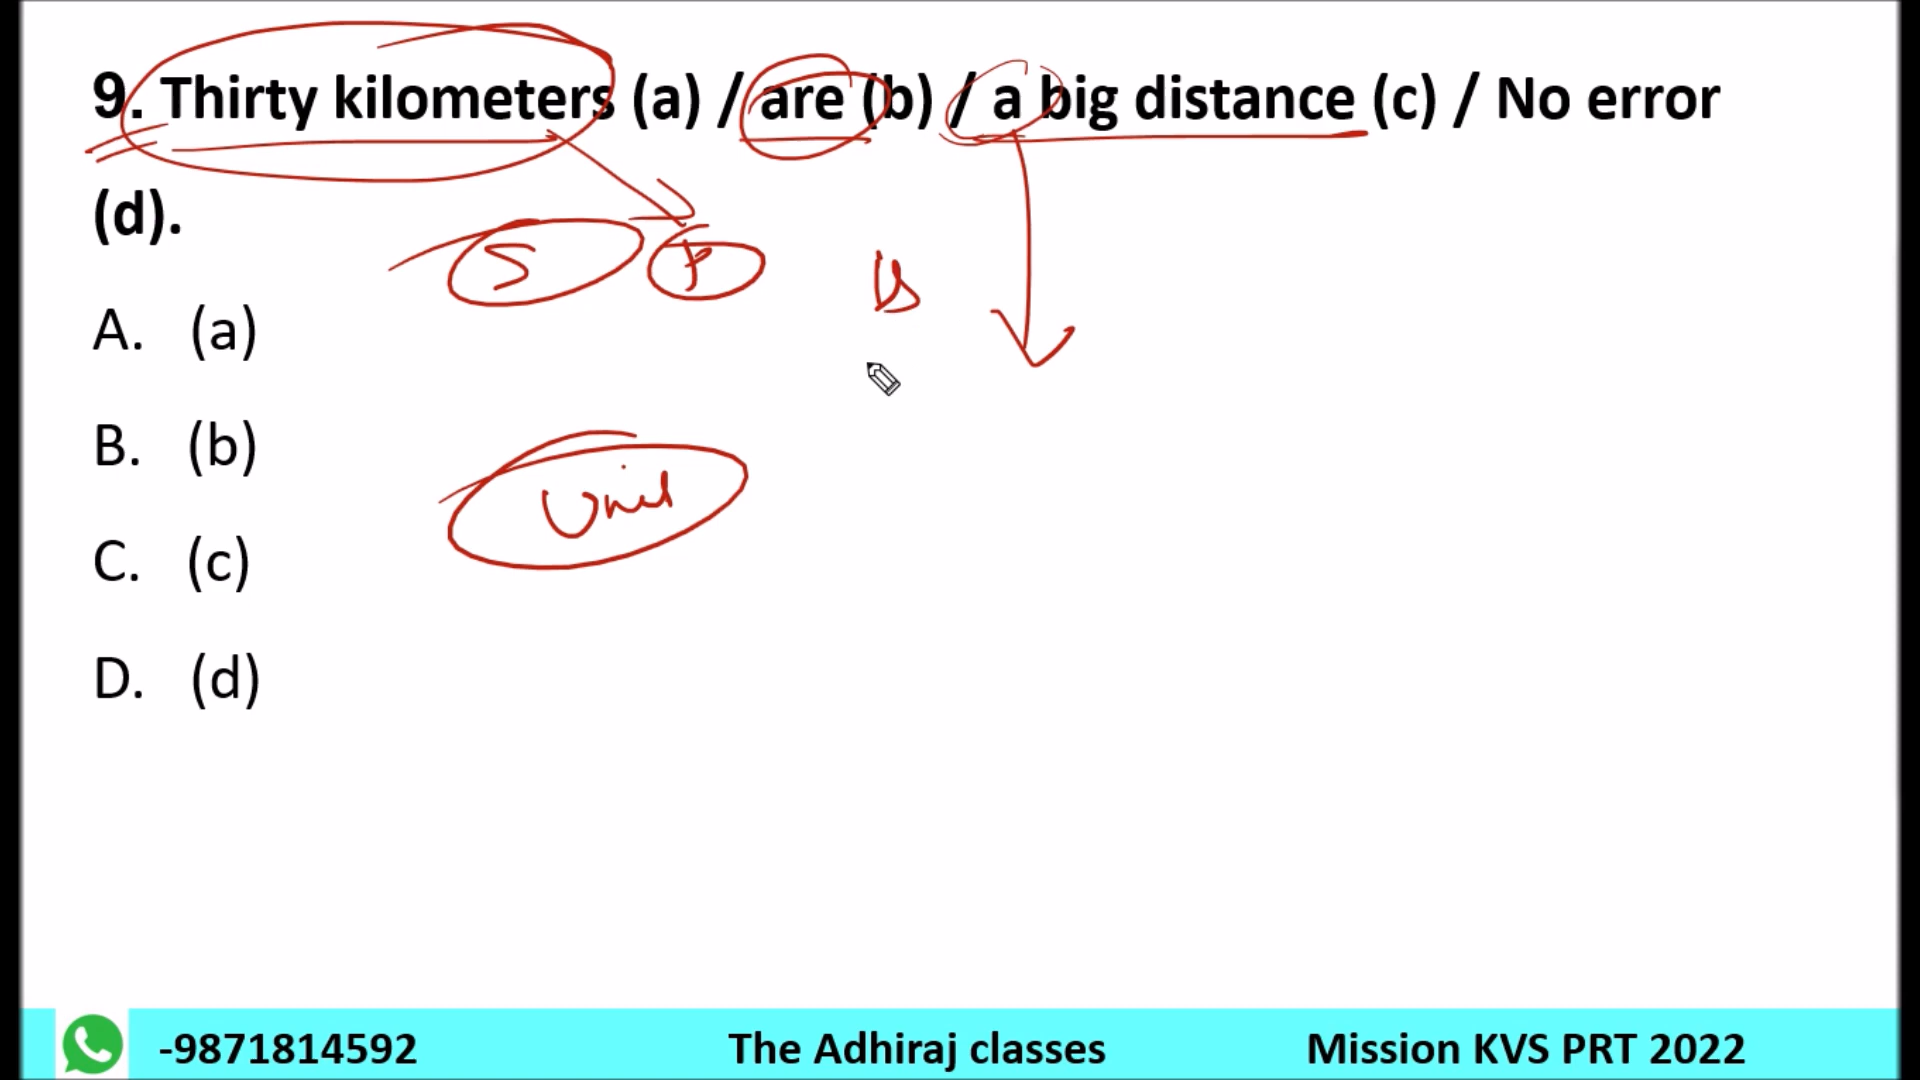 9. Thirty kilometers (a) / are (b) / a big distance (c) / No error
(d).
S P is
A. (a)
B. (b)
Unit
C. (c)
D. (d)
-9871814592 The Adhiraj classes Mission KVS PRT 2022